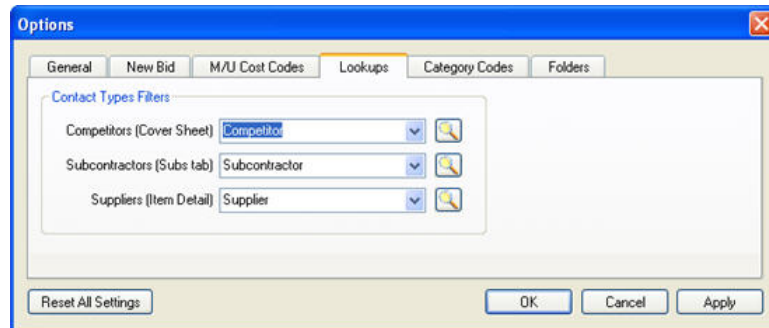 Options
General New Bid M/U Cost Codes Lookups Category Codes Folders
Contact Types Filters
Competitors (Cover Sheet) Competitor
Subcontractors (Subs tab) Subcontractor
Suppliers (Item Detail) Supplier
Reset All Settings OK Cancel Apply